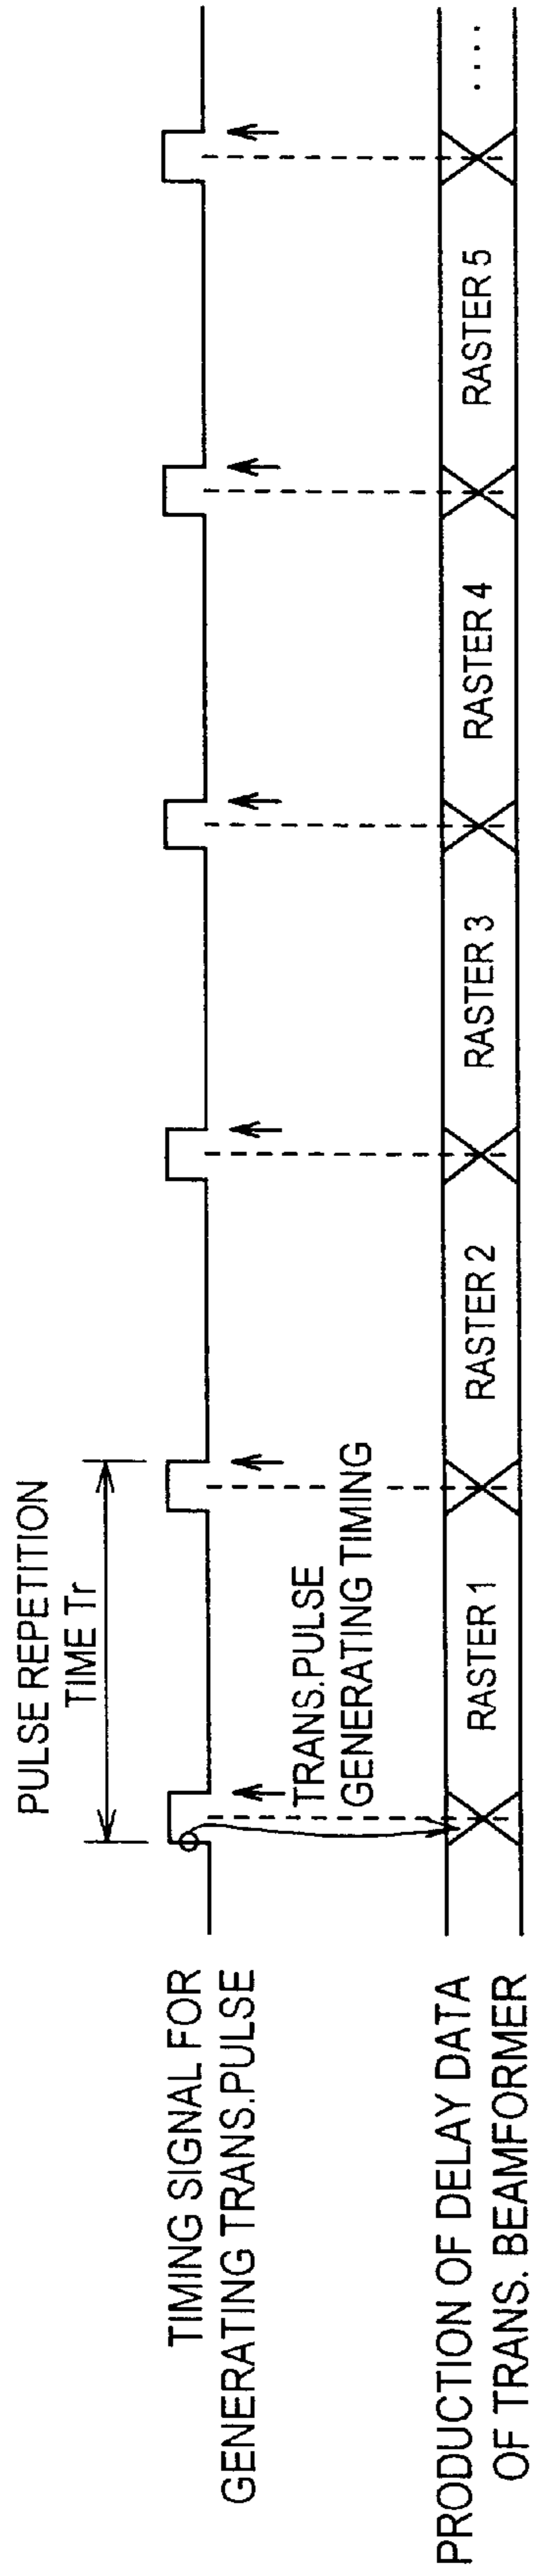 PULSE REPETITION
TIME Tr
TIMING SIGNAL FOR
GENERATING TRANS.PULSE
TRANS.PULSE
GENERATING TIMING
PRODUCTION OF DELAY DATA
OF TRANS. BEAMFORMER
RASTER 1
RASTER 2
RASTER 3
RASTER 4
RASTER 5
....